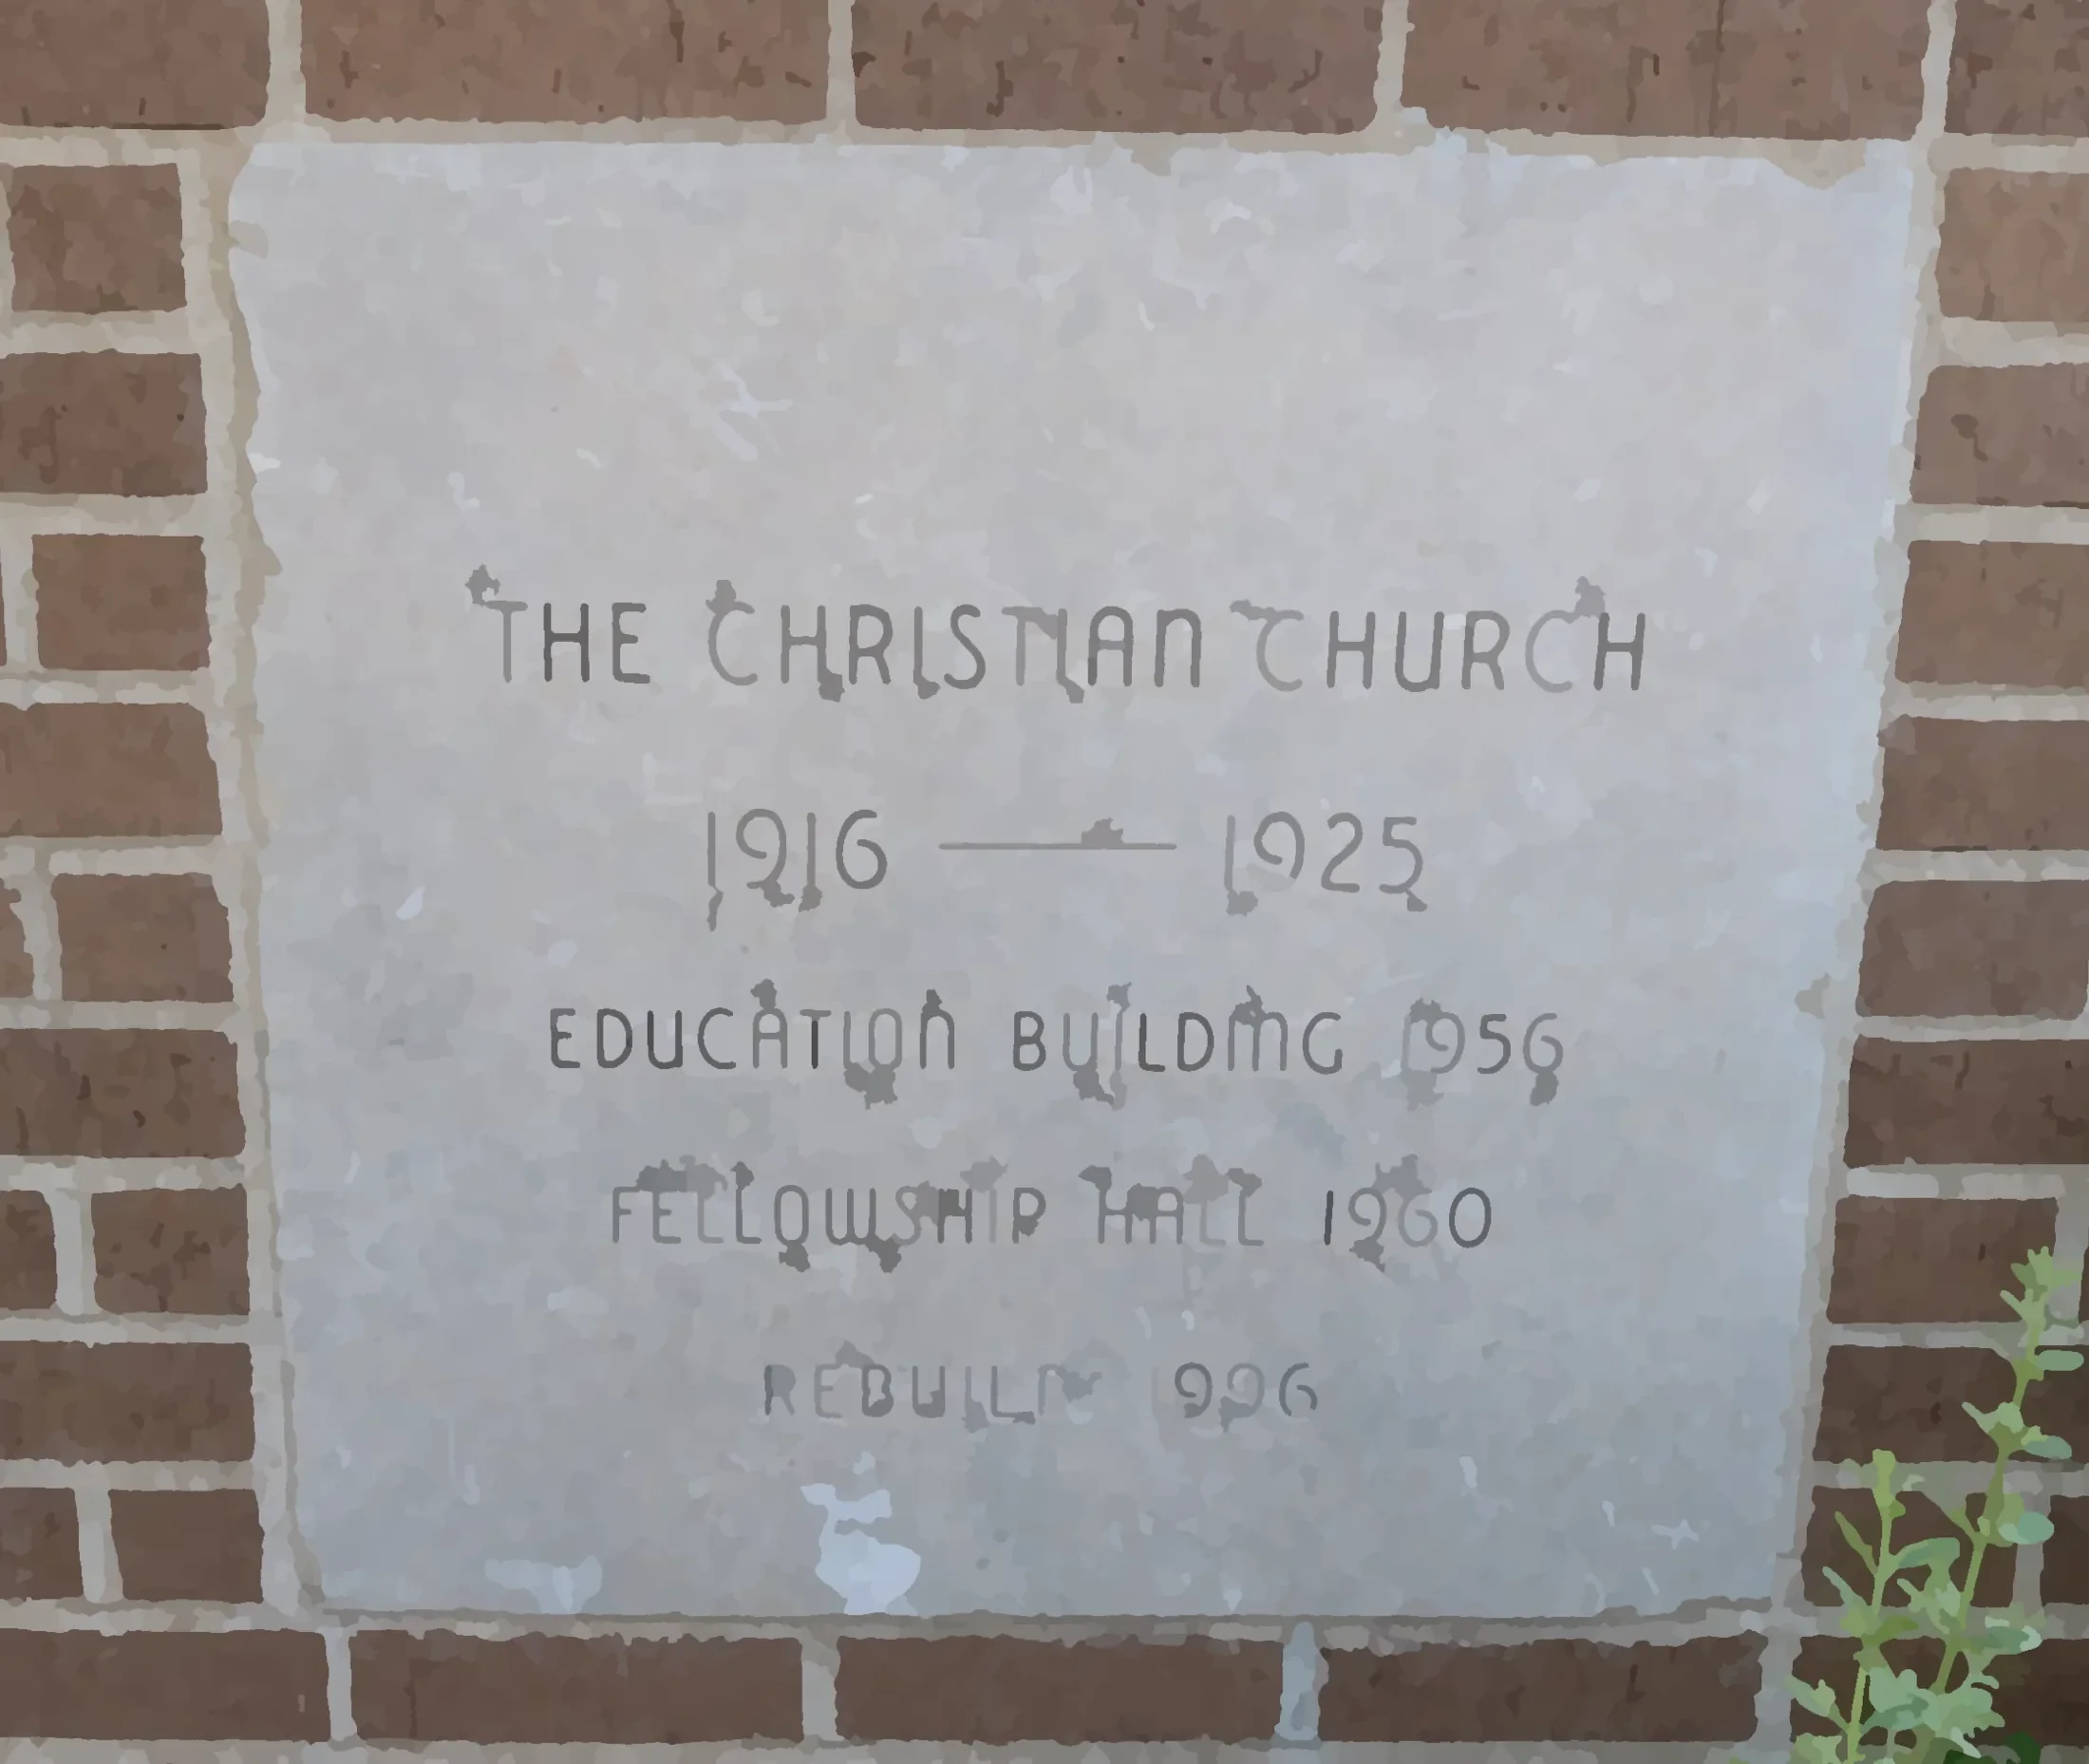 THE CHRISTIAN CHURCH
1916 — 1925
EDUCATION BUILDING 1956
FELLOWSHIP HALL 1960
REBUILT 1996